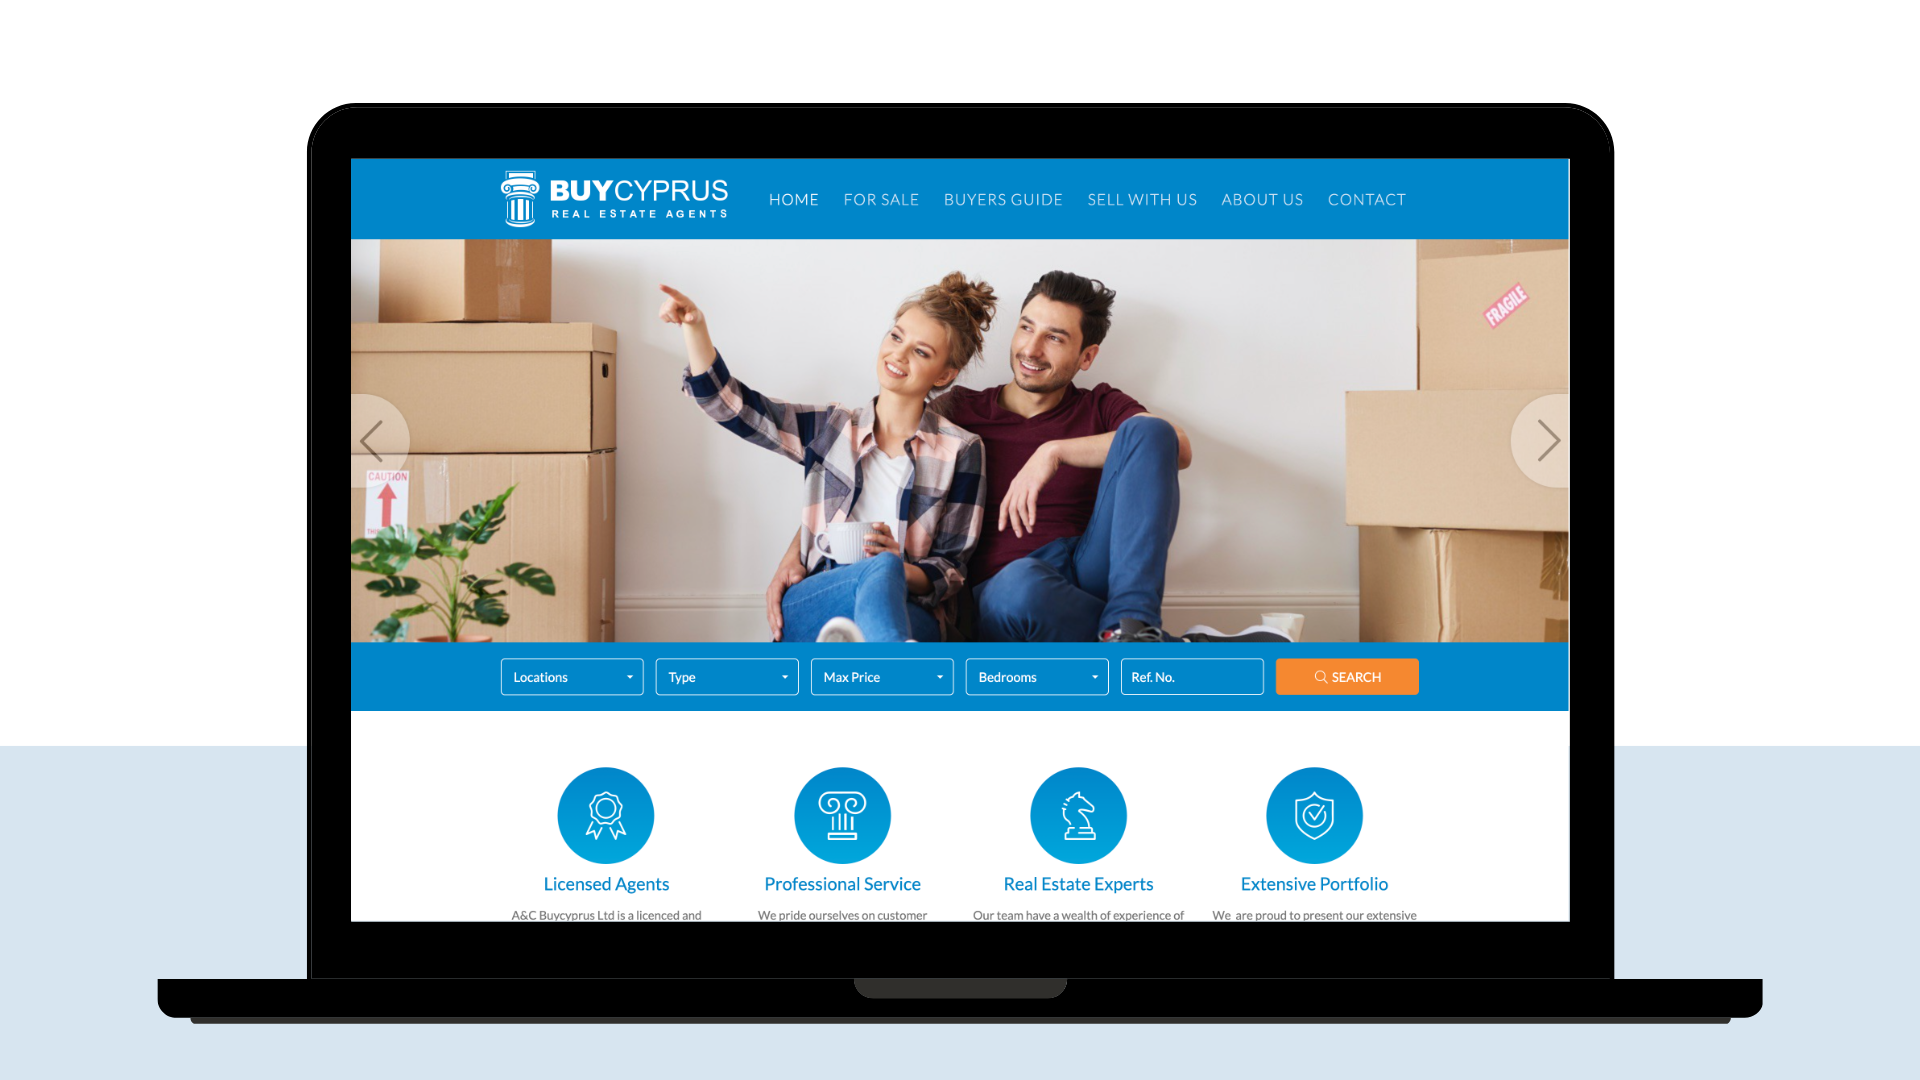 BUYCYPRUS
REAL ESTATE AGENTS
HOME FOR SALE BUYERS GUIDE SELL WITH US ABOUT US CONTACT
FRAGILE
CAUTION
Locations Type Max Price Bedrooms Ref. No. SEARCH
Licensed Agents Professional Service Real Estate Experts Extensive Portfolio
A&C Buycyprus Ltd is a licenced and We pride ourselves on customer Our team have a wealth of experience of We are proud to present our extensive